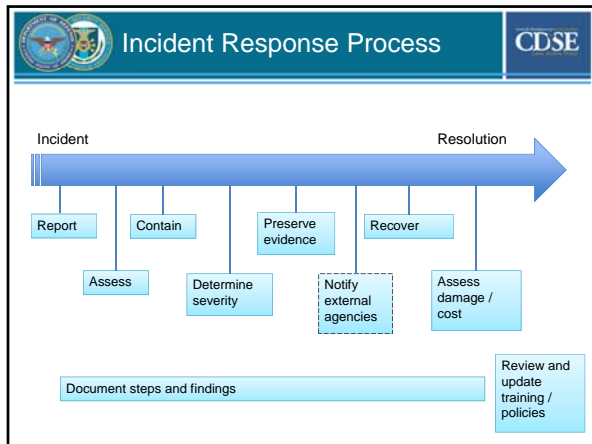 Incident Response Process
CDSE
Incident
Resolution
Report
Contain
Preserve
evidence
Recover
Assess
Determine
severity
Notify
external
agencies
Assess
damage /
cost
Document steps and findings
Review and
update
training /
policies